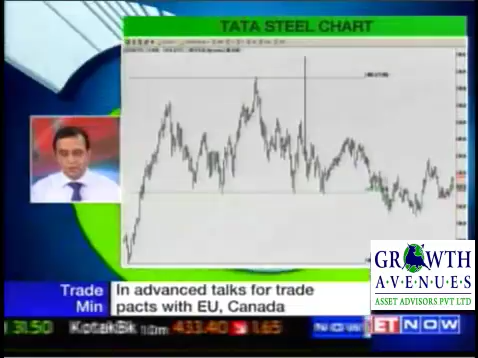 TATA STEEL CHART
GROWTH
A·V·E·N·U·E·S
ASSET ADVISORS PVT LTD
Trade
Min
In advanced talks for trade
pacts with EU, Canada
31.50 KotakBk 433.40 1.65
ET NOW